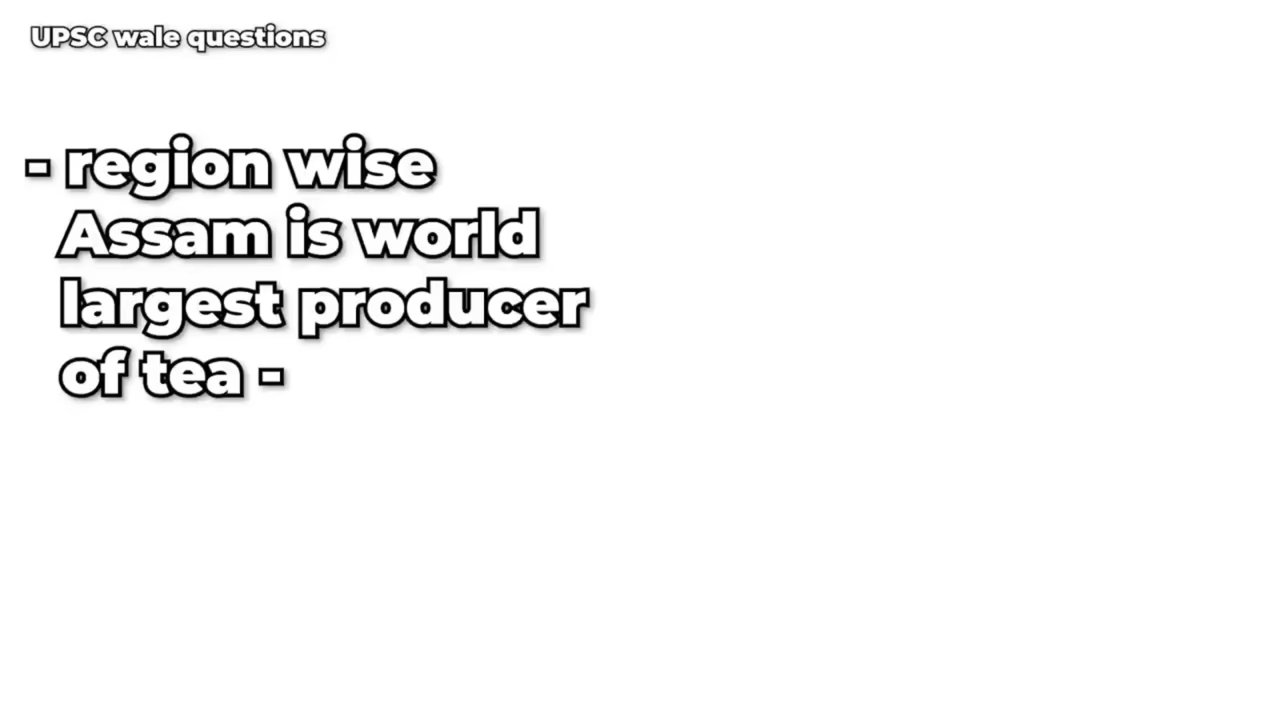 UPSC wale questions
- region wise
Assam is world
largest producer
of tea -